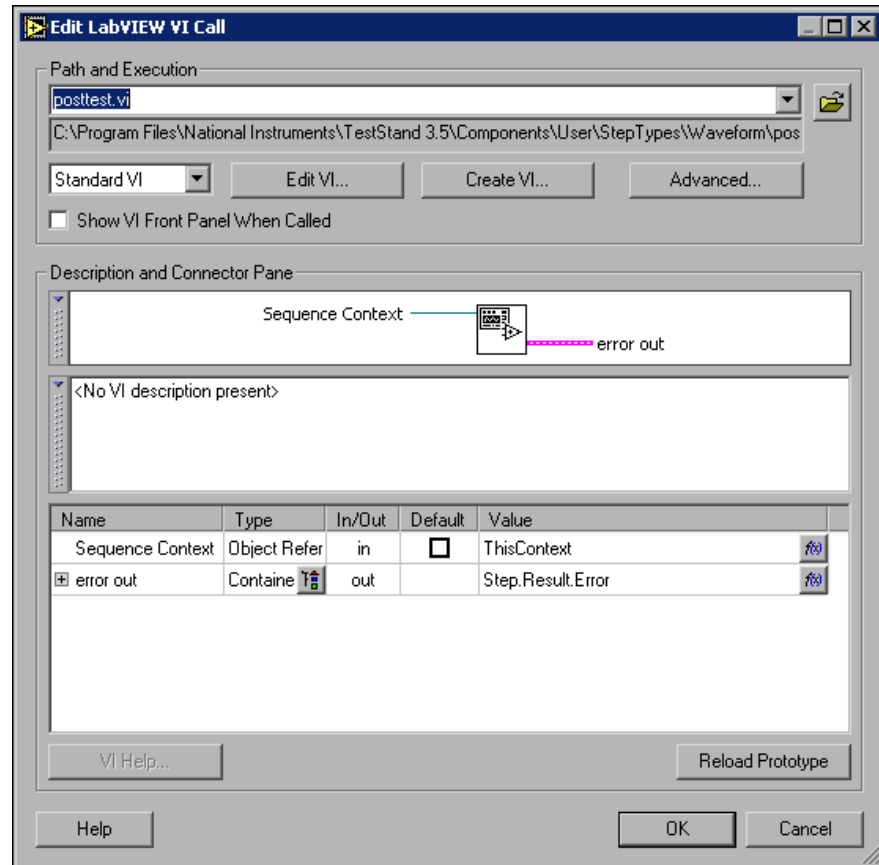 Edit LabVIEW VI Call
Path and Execution
posttest.vi
C:\Program Files\National Instruments\TestStand 3.5\Components\User\StepTypes\Waveform\pos
Standard VI Edit VI... Create VI... Advanced...
Show VI Front Panel When Called
Description and Connector Pane
Sequence Context
error out
<No VI description present>
Name Type In/Out Default Value
Sequence Context Object Refer in ThisContext f(x)
error out Containe out Step.Result.Error f(x)
VI Help... Reload Prototype
Help OK Cancel